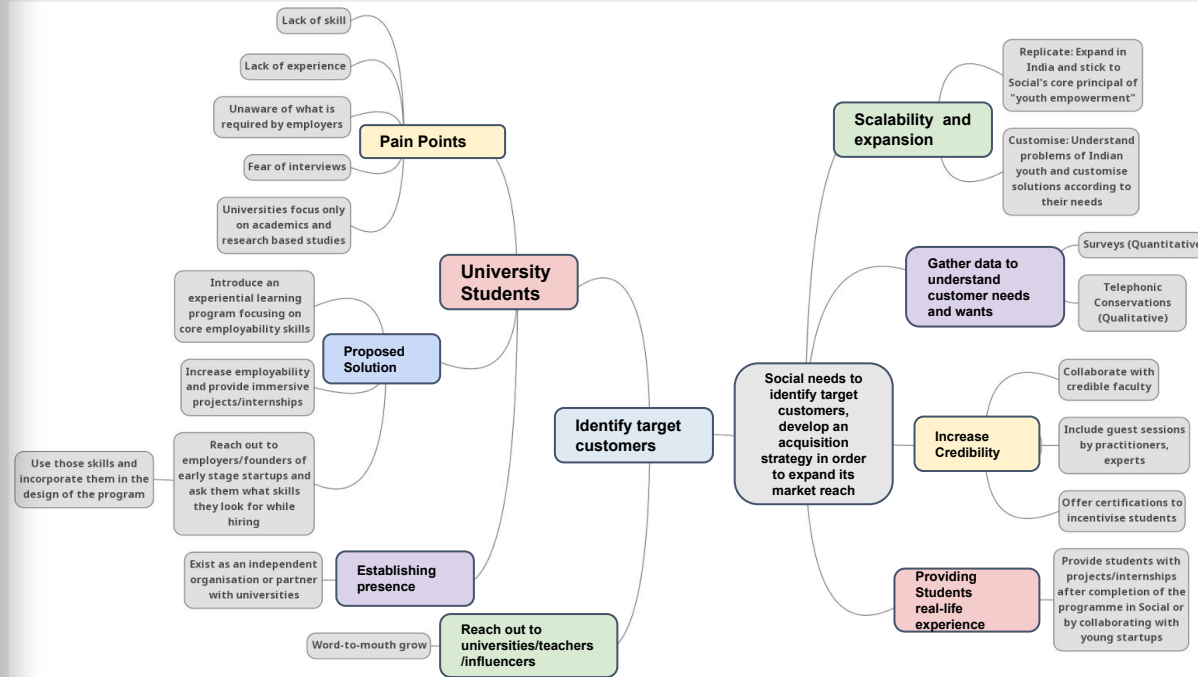 Lack of skill
Lack of experience
Unaware of what is
required by employers
Fear of interviews
Universities focus only
on academics and
research based studies
Pain Points
University
Students
Introduce an
experiential learning
program focusing on
core employability skills
Increase employability
and provide immersive
projects/internships
Reach out to
employers/founders of
early stage startups and
ask them what skills
they look for while
hiring
Use those skills and
incorporate them in the
design of the program
Proposed
Solution
Exist as an independent
organisation or partner
with universities
Establishing
presence
Word-to-mouth grow
Reach out to
universities/teachers
/influencers
Identify target
customers
Social needs to
identify target
customers,
develop an
acquisition
strategy in order
to expand its
market reach
Scalability and
expansion
Replicate: Expand in
India and stick to
Social's core principal of
"youth empowerment"
Customise: Understand
problems of Indian
youth and customise
solutions according to
their needs
Gather data to
understand
customer needs
and wants
Surveys (Quantitative
Telephonic
Conservations
(Qualitative)
Increase
Credibility
Collaborate with
credible faculty
Include guest sessions
by practitioners,
experts
Offer certifications to
incentivise students
Providing
Students
real-life
experience
Provide students with
projects/internships
after completion of the
programme in Social or
by collaborating with
young startups